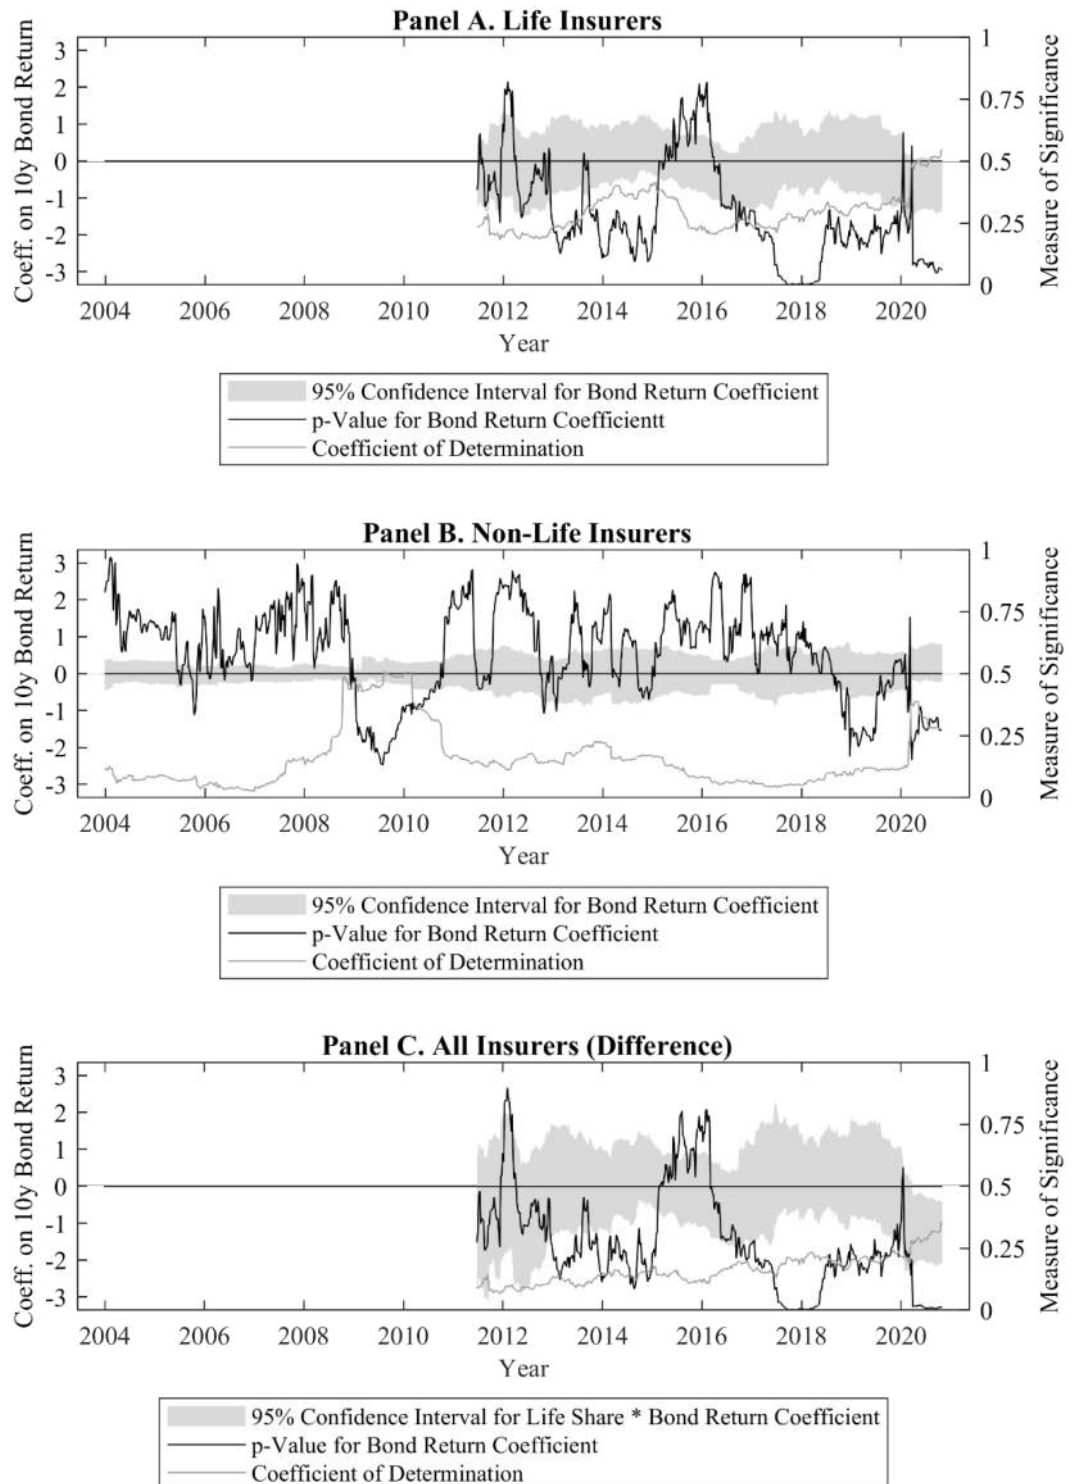 Panel A. Life Insurers
Coeff. on 10y Bond Return
3
2
1
0
-1
-2
-3
1
0.75
0.5
0.25
0
Measure of Significance
2004 2006 2008 2010 2012 2014 2016 2018 2020
Year
95% Confidence Interval for Bond Return Coefficient
p-Value for Bond Return Coefficientt
Coefficient of Determination
Panel B. Non-Life Insurers
Coeff. on 10y Bond Return
3
2
1
0
-1
-2
-3
1
0.75
0.5
0.25
0
Measure of Significance
2004 2006 2008 2010 2012 2014 2016 2018 2020
Year
95% Confidence Interval for Bond Return Coefficient
p-Value for Bond Return Coefficient
Coefficient of Determination
Panel C. All Insurers (Difference)
Coeff. on 10y Bond Return
3
2
1
0
-1
-2
-3
1
0.75
0.5
0.25
0
Measure of Significance
2004 2006 2008 2010 2012 2014 2016 2018 2020
Year
95% Confidence Interval for Life Share * Bond Return Coefficient
p-Value for Bond Return Coefficient
Coefficient of Determination